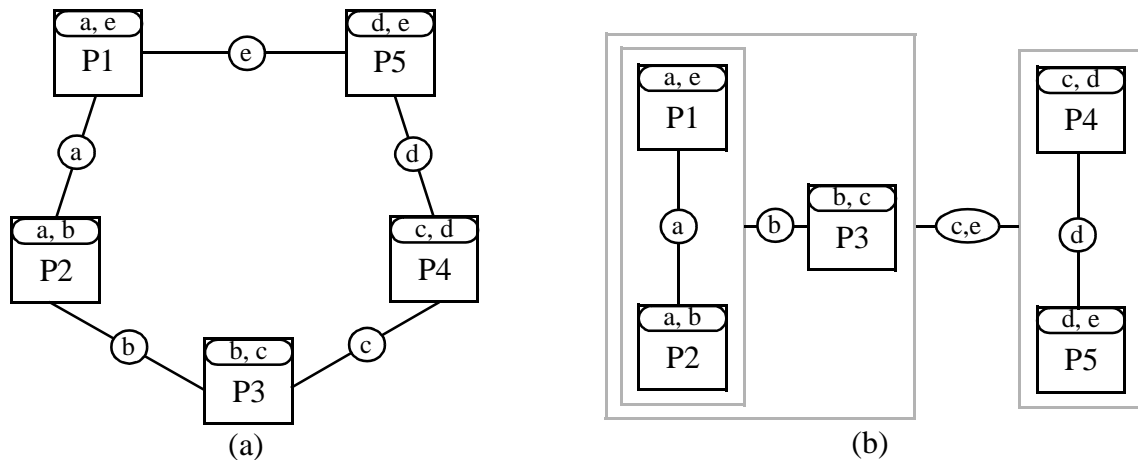 a, e
P1
e
d, e
P5
a
d
a, b
P2
c, d
P4
b
c
b, c
P3
(a)
a, e
P1
a
a, b
P2
b
b, c
P3
c,e
c, d
P4
d
d, e
P5
(b)